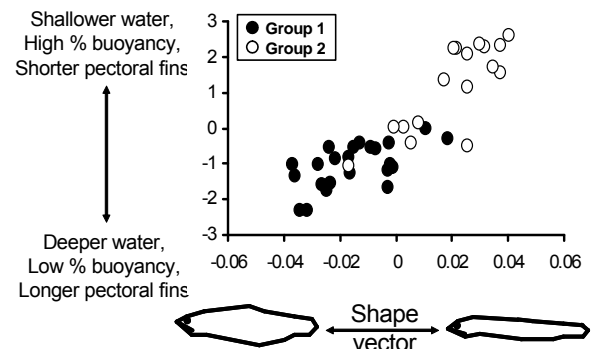 Shallower water,
High % buoyancy,
Shorter pectoral fins
Deeper water,
Low % buoyancy,
Longer pectoral fins
3
2
1
0
-1
-2
-3
Group 1
Group 2
-0.06 -0.04 -0.02 0 0.02 0.04 0.06
Shape
vector